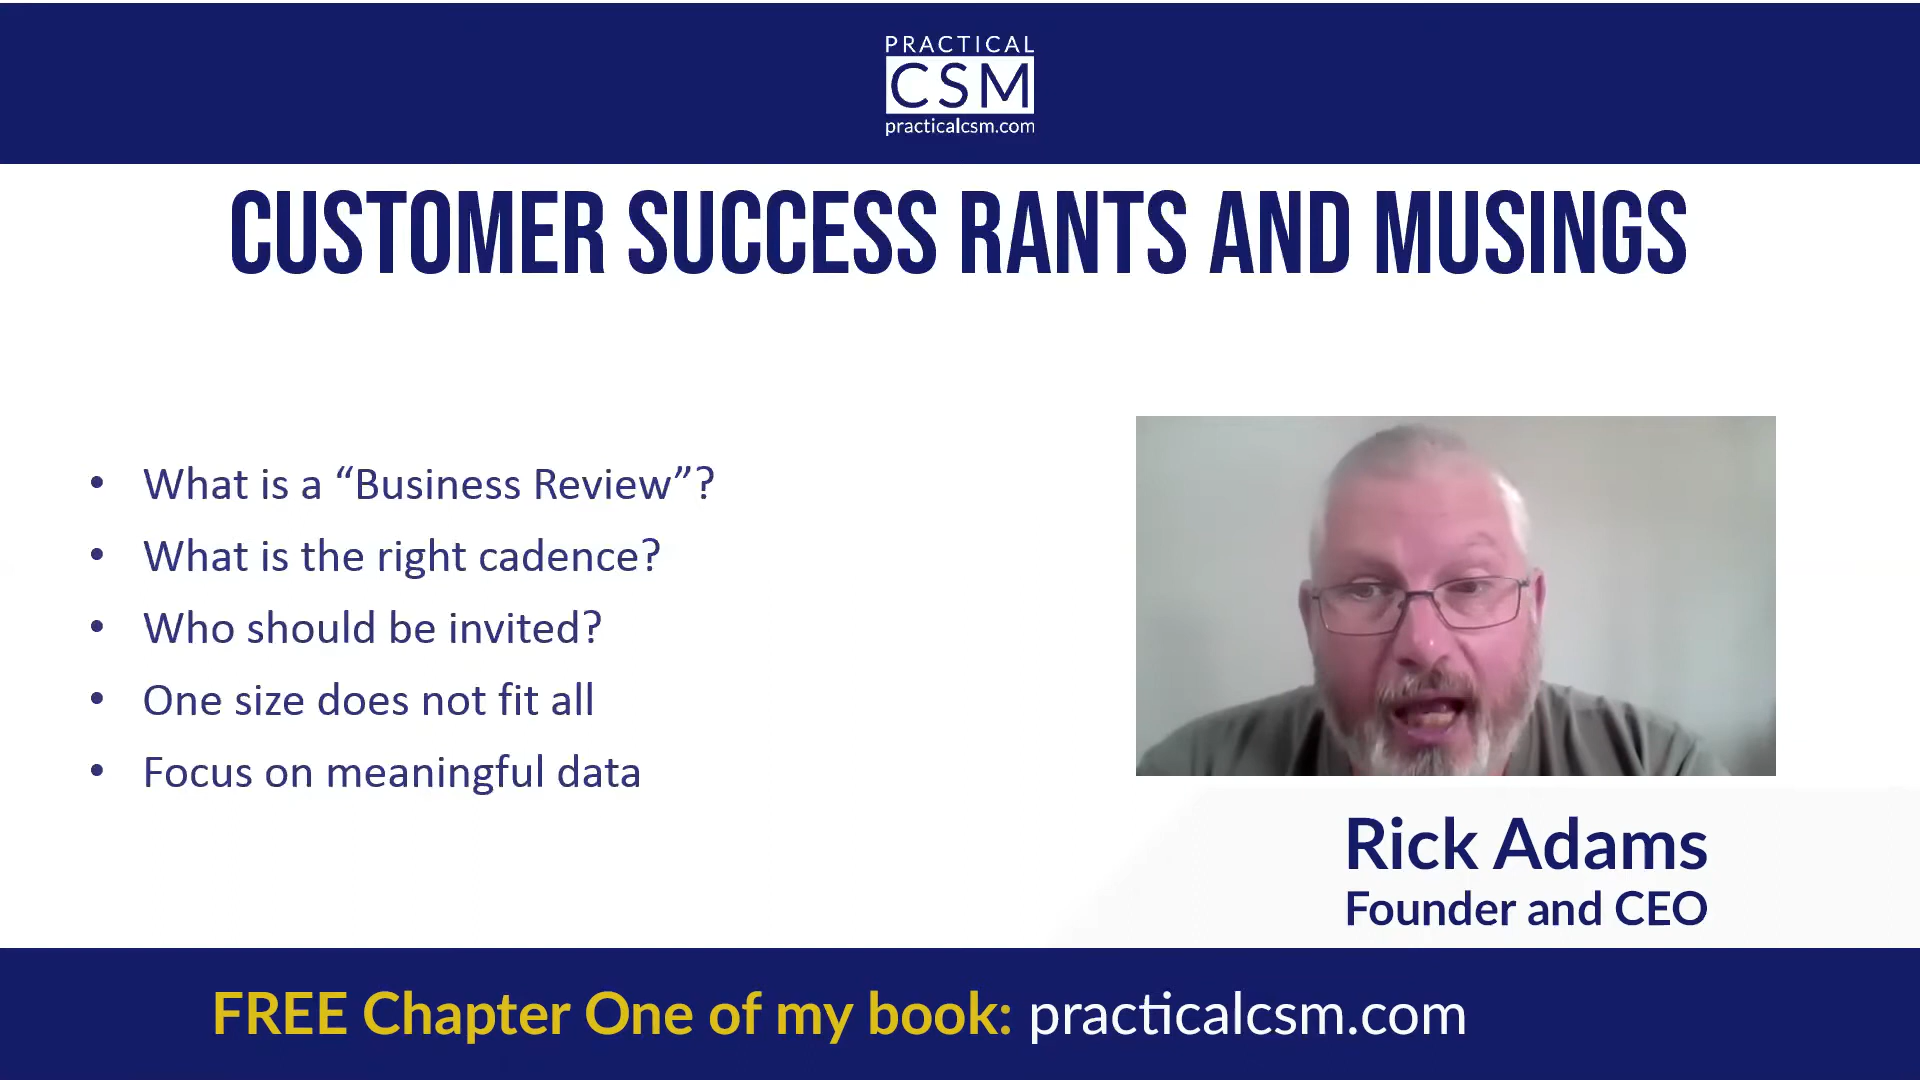 PRACTICAL
CSM
practicalcsm.com
CUSTOMER SUCCESS RANTS AND MUSINGS
• What is a “Business Review”?
• What is the right cadence?
• Who should be invited?
• One size does not fit all
• Focus on meaningful data
Rick Adams
Founder and CEO
FREE Chapter One of my book: practicalcsm.com